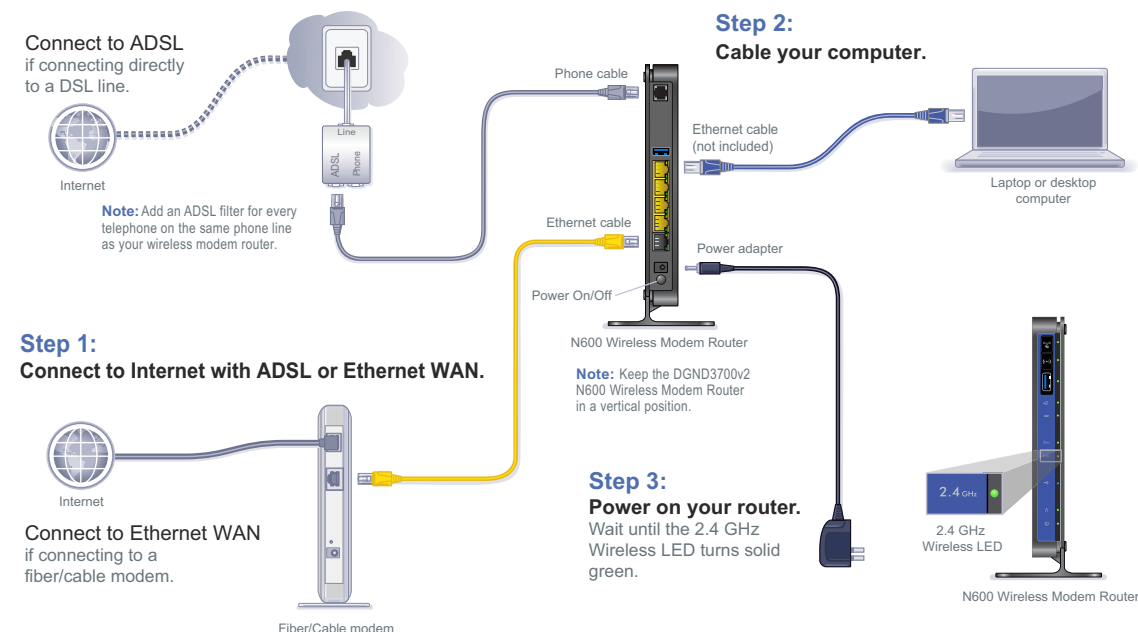 Connect to ADSL
if connecting directly
to a DSL line.
Internet
Line
ADSL
Phone
Note: Add an ADSL filter for every
telephone on the same phone line
as your wireless modem router.
Step 1:
Connect to Internet with ADSL or Ethernet WAN.
Internet
Connect to Ethernet WAN
if connecting to a
fiber/cable modem.
Fiber/Cable modem
Phone cable
Ethernet cable
Power On/Off
N600 Wireless Modem Router
Note: Keep the DGND3700v2
N600 Wireless Modem Router
in a vertical position.
Step 2:
Cable your computer.
Ethernet cable
(not included)
Laptop or desktop
computer
Power adapter
Step 3:
Power on your router.
Wait until the 2.4 GHz
Wireless LED turns solid
green.
2.4 GHz
2.4 GHz
Wireless LED
N600 Wireless Modem Router